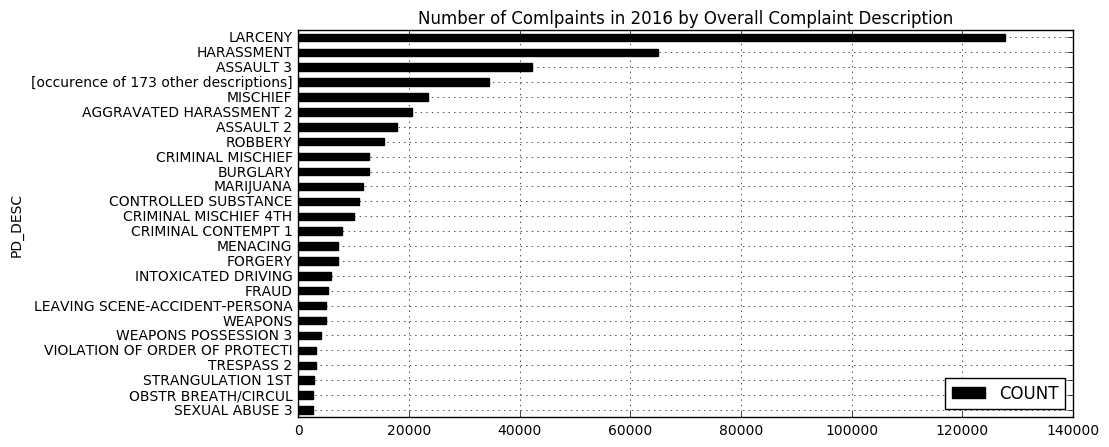 Number of Comlpaints in 2016 by Overall Complaint Description
LARCENY
HARASSMENT
ASSAULT 3
[occurence of 173 other descriptions]
MISCHIEF
AGGRAVATED HARASSMENT 2
ASSAULT 2
ROBBERY
CRIMINAL MISCHIEF
BURGLARY
MARIJUANA
CONTROLLED SUBSTANCE
CRIMINAL MISCHIEF 4TH
CRIMINAL CONTEMPT 1
MENACING
FORGERY
INTOXICATED DRIVING
FRAUD
LEAVING SCENE-ACCIDENT-PERSONA
WEAPONS
WEAPONS POSSESSION 3
VIOLATION OF ORDER OF PROTECTI
TRESPASS 2
STRANGULATION 1ST
OBSTR BREATH/CIRCUL
SEXUAL ABUSE 3
PD_DESC
COUNT
0 20000 40000 60000 80000 100000 120000 140000